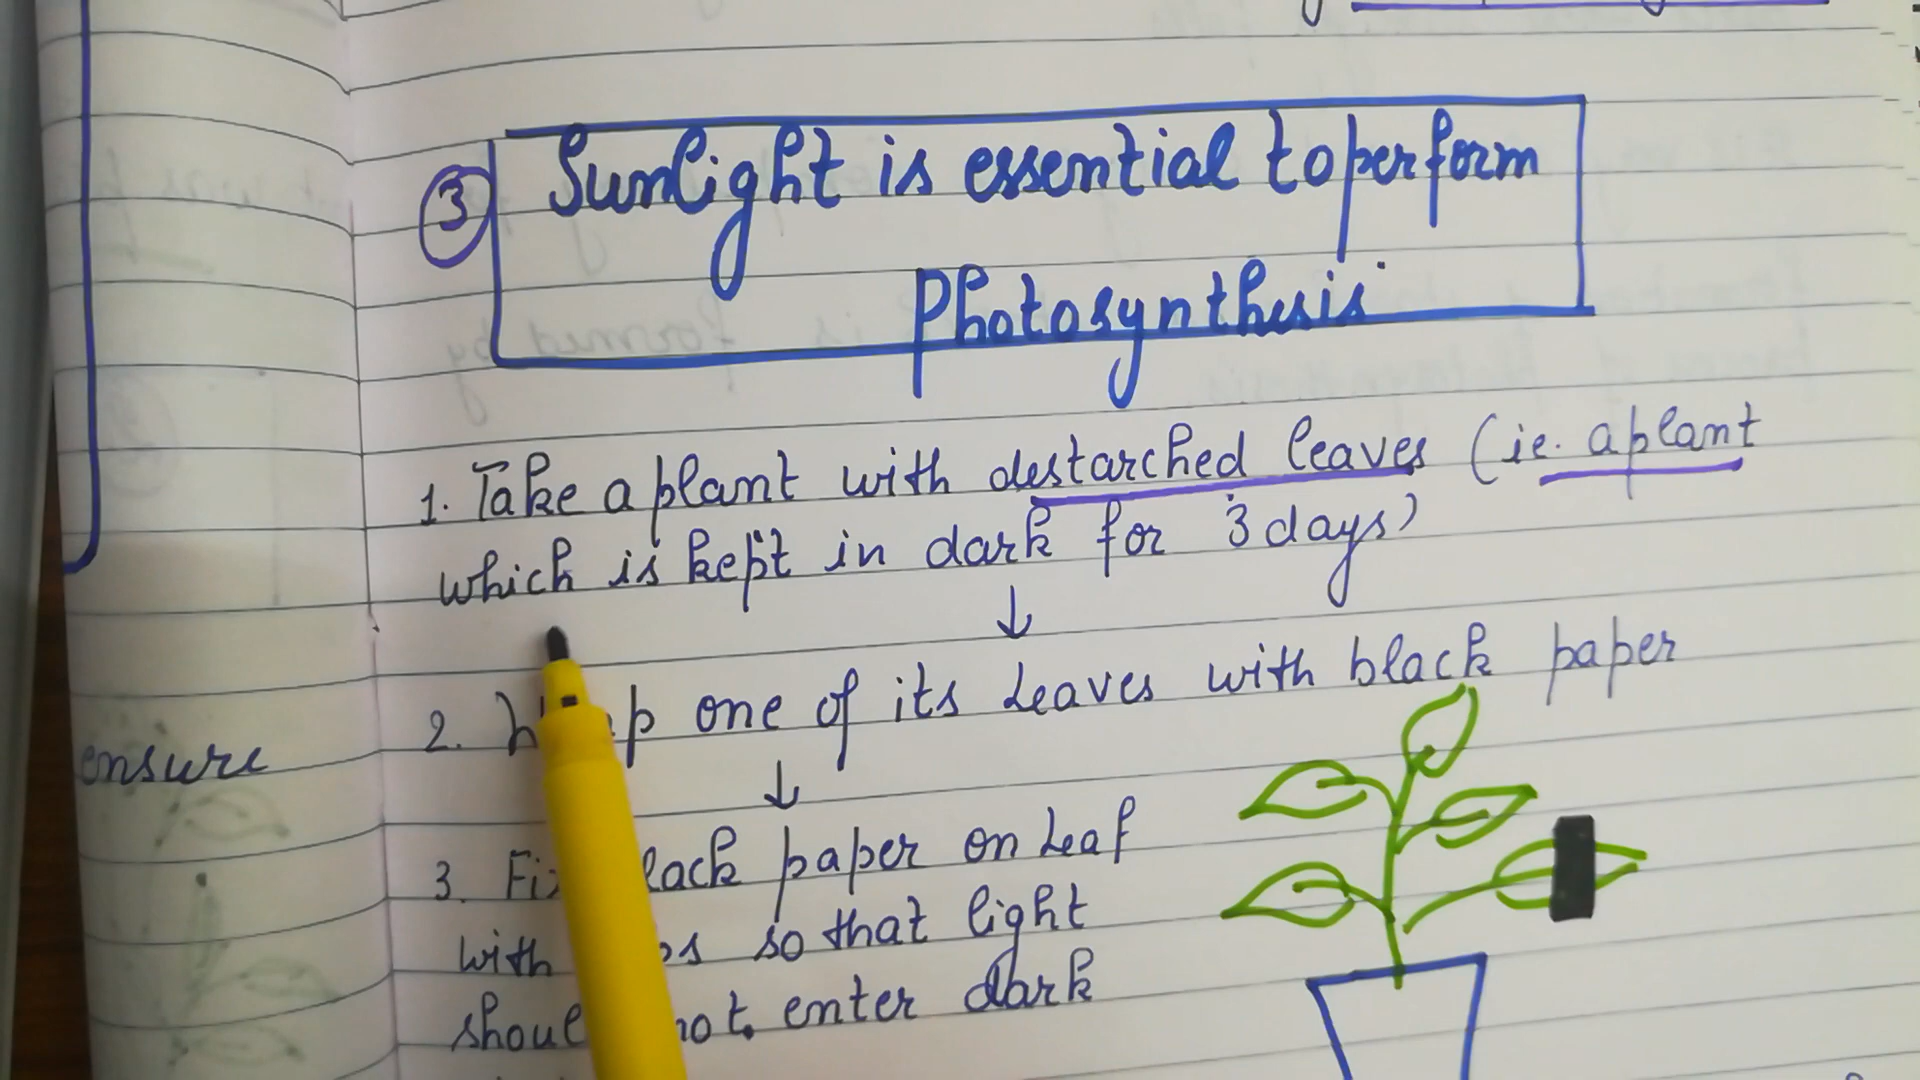 ③ Sunlight is essential to perform
Photosynthesis
1. Take a plant with destarched leaves (ie. a plant
which is kept in dark for 3 days)
↓
2. one of its leaves with black paper
↓
3. paper on leaf
with so that light
not enter dark
ensure